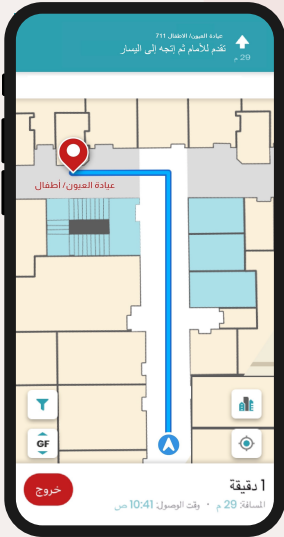 عيادة العيون/ الاطفال 711
تقدم للأمام ثم إتجه إلى اليسار
29 م
عيادة العيون/ أطفال
GF
1 دقيقة
المسافة: 29 م • وقت الوصول: 10:41 ص
خروج